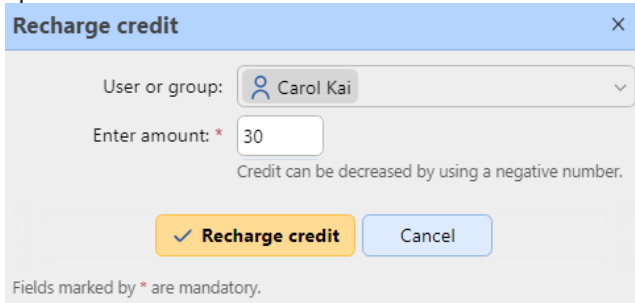 Recharge credit
User or group: Carol Kai
Enter amount: * 30
Credit can be decreased by using a negative number.
Recharge credit Cancel
Fields marked by * are mandatory.